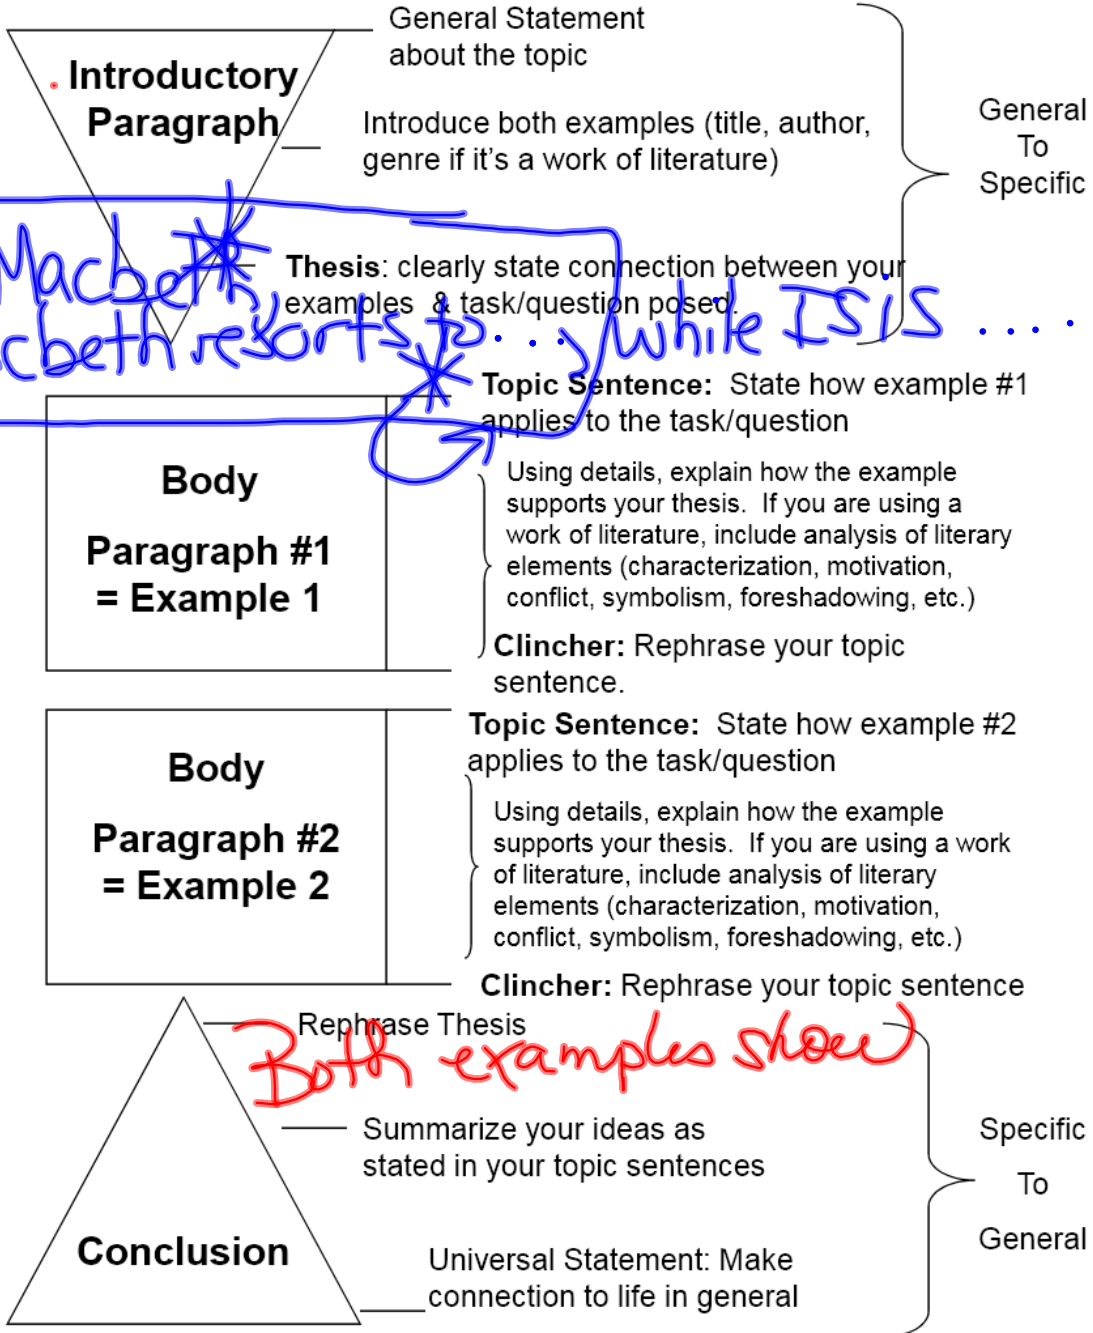 General Statement
about the topic
Introductory
Paragraph
Introduce both examples (title, author,
genre if it's a work of literature)
General
To
Specific
Thesis: clearly state connection between your
examples & task/question posed.
Macbeth,
resorts to...., while ISIS ....
Topic Sentence: State how example #1
applies to the task/question
Body
Paragraph #1
= Example 1
Using details, explain how the example
supports your thesis. If you are using a
work of literature, include analysis of literary
elements (characterization, motivation,
conflict, symbolism, foreshadowing, etc.)
Clincher: Rephrase your topic
sentence.
Topic Sentence: State how example #2
applies to the task/question
Body
Paragraph #2
= Example 2
Using details, explain how the example
supports your thesis. If you are using a work
of literature, include analysis of literary
elements (characterization, motivation,
conflict, symbolism, foreshadowing, etc.)
Clincher: Rephrase your topic sentence
Rephrase Thesis
Both examples show
Summarize your ideas as
stated in your topic sentences
Conclusion
Universal Statement: Make
connection to life in general
Specific
To
General